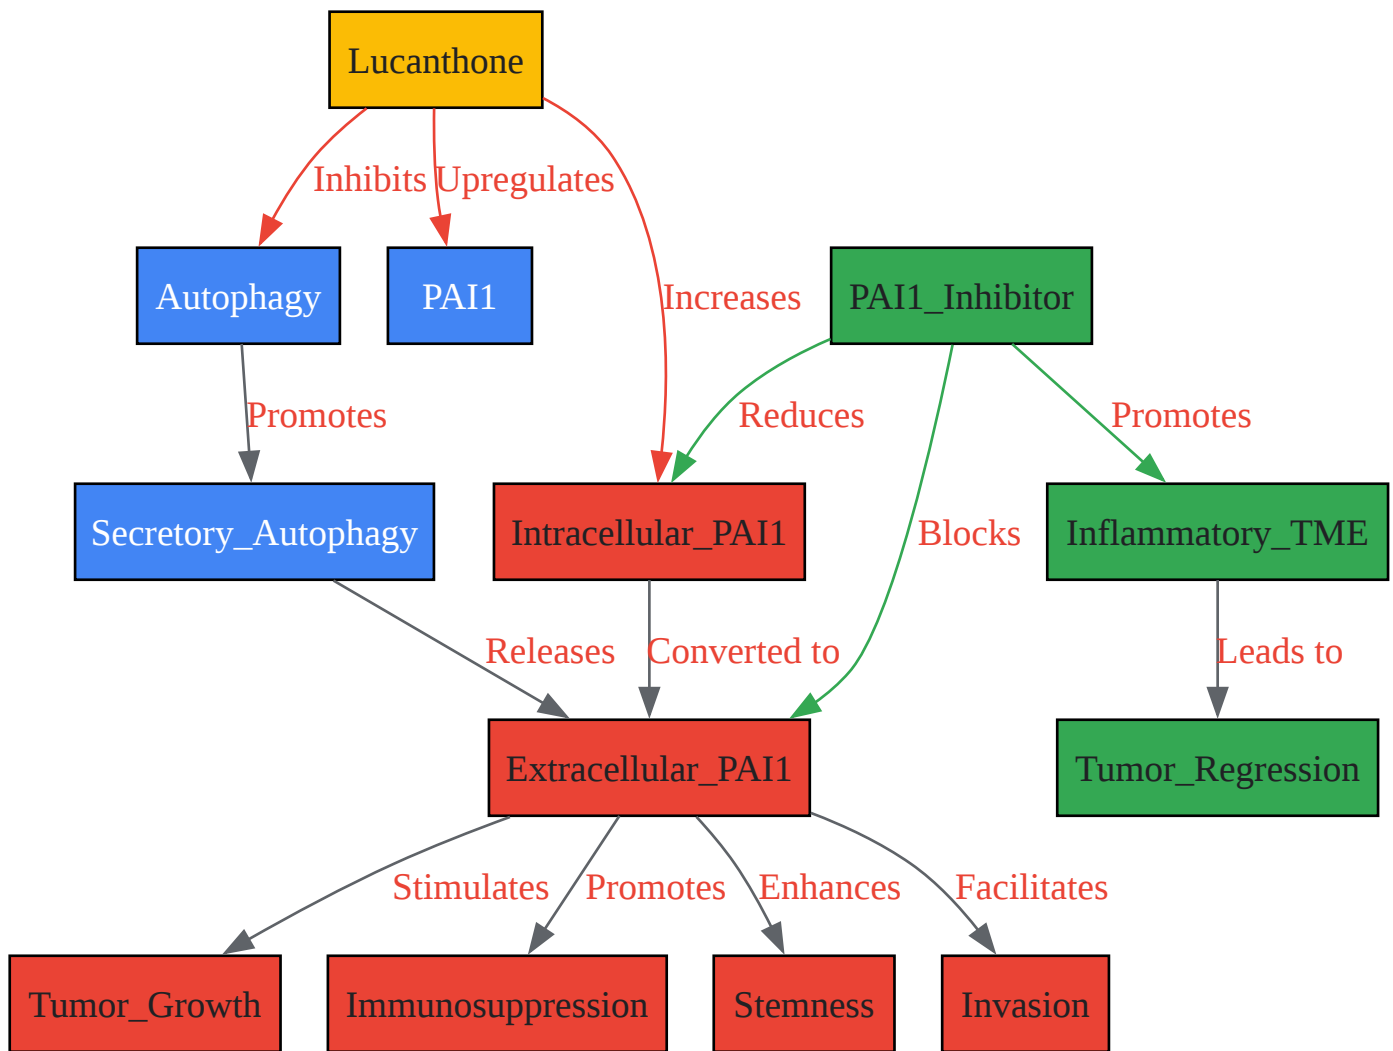 Lucanthone
Inhibits
Upregulates
Autophagy
PAI1
Increases
PAI1_Inhibitor
Promotes
Reduces
Promotes
Secretory_Autophagy
Intracellular_PAI1
Blocks
Inflammatory_TME
Releases
Converted to
Leads to
Extracellular_PAI1
Tumor_Regression
Stimulates
Promotes
Enhances
Facilitates
Tumor_Growth
Immunosuppression
Stemness
Invasion